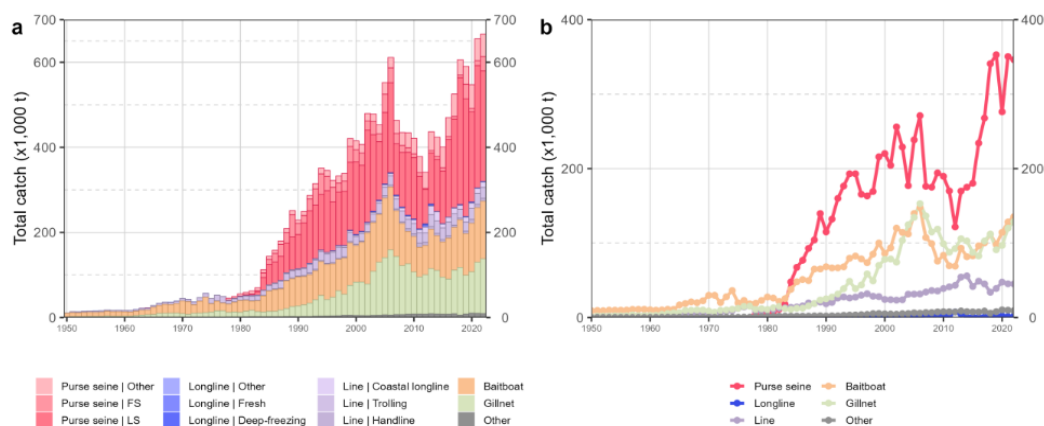 a
Total catch (x1,000 t)
700 700
600 600
400 400
200 200
0 0
1950 1960 1970 1980 1990 2000 2010 2020
Purse seine | Other Longline | Other Line | Coastal longline Baitboat
Purse seine | FS Longline | Fresh Line | Trolling Gillnet
Purse seine | LS Longline | Deep-freezing Line | Handline Other
b
Total catch (x1,000 t)
400 400
200 200
0 0
1950 1960 1970 1980 1990 2000 2010 2020
Purse seine Baitboat
Longline Gillnet
Line Other